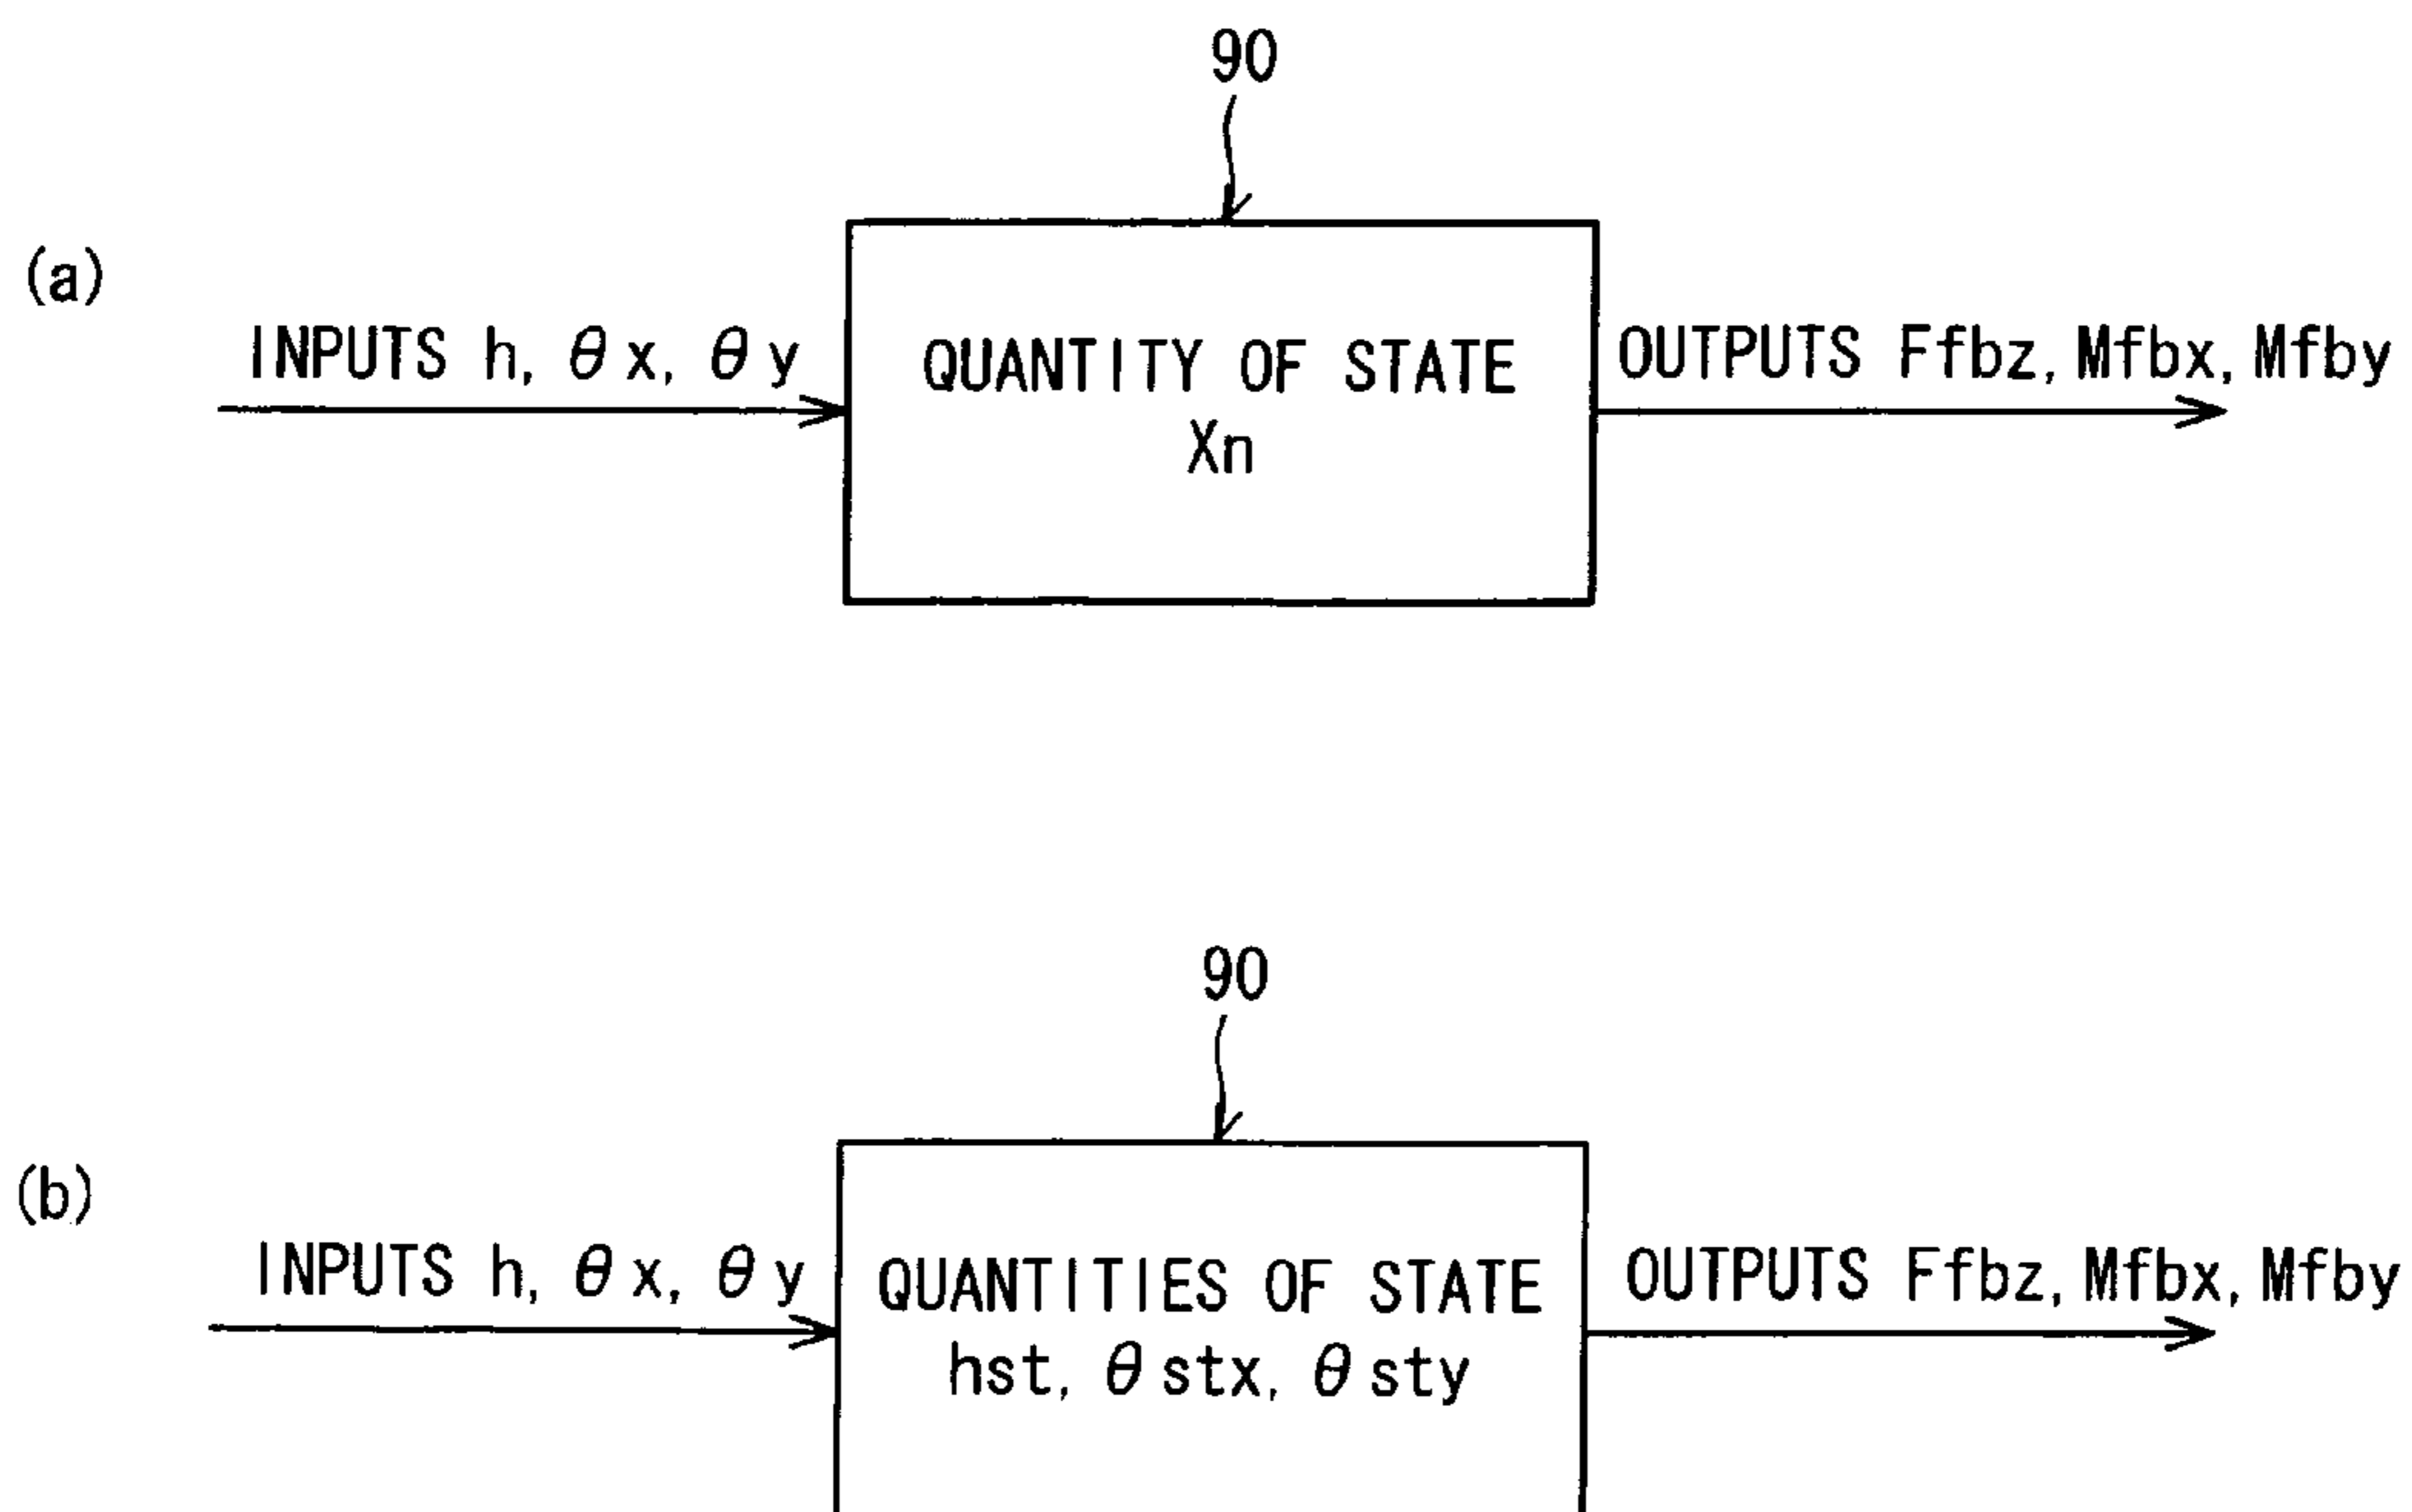 90
(a)
INPUTS h, θx, θy
QUANTITY OF STATE
Xn
OUTPUTS Ffbz, Mfbx, Mfby
90
(b)
INPUTS h, θx, θy
QUANTITIES OF STATE
hst, θstx, θsty
OUTPUTS Ffbz, Mfbx, Mfby